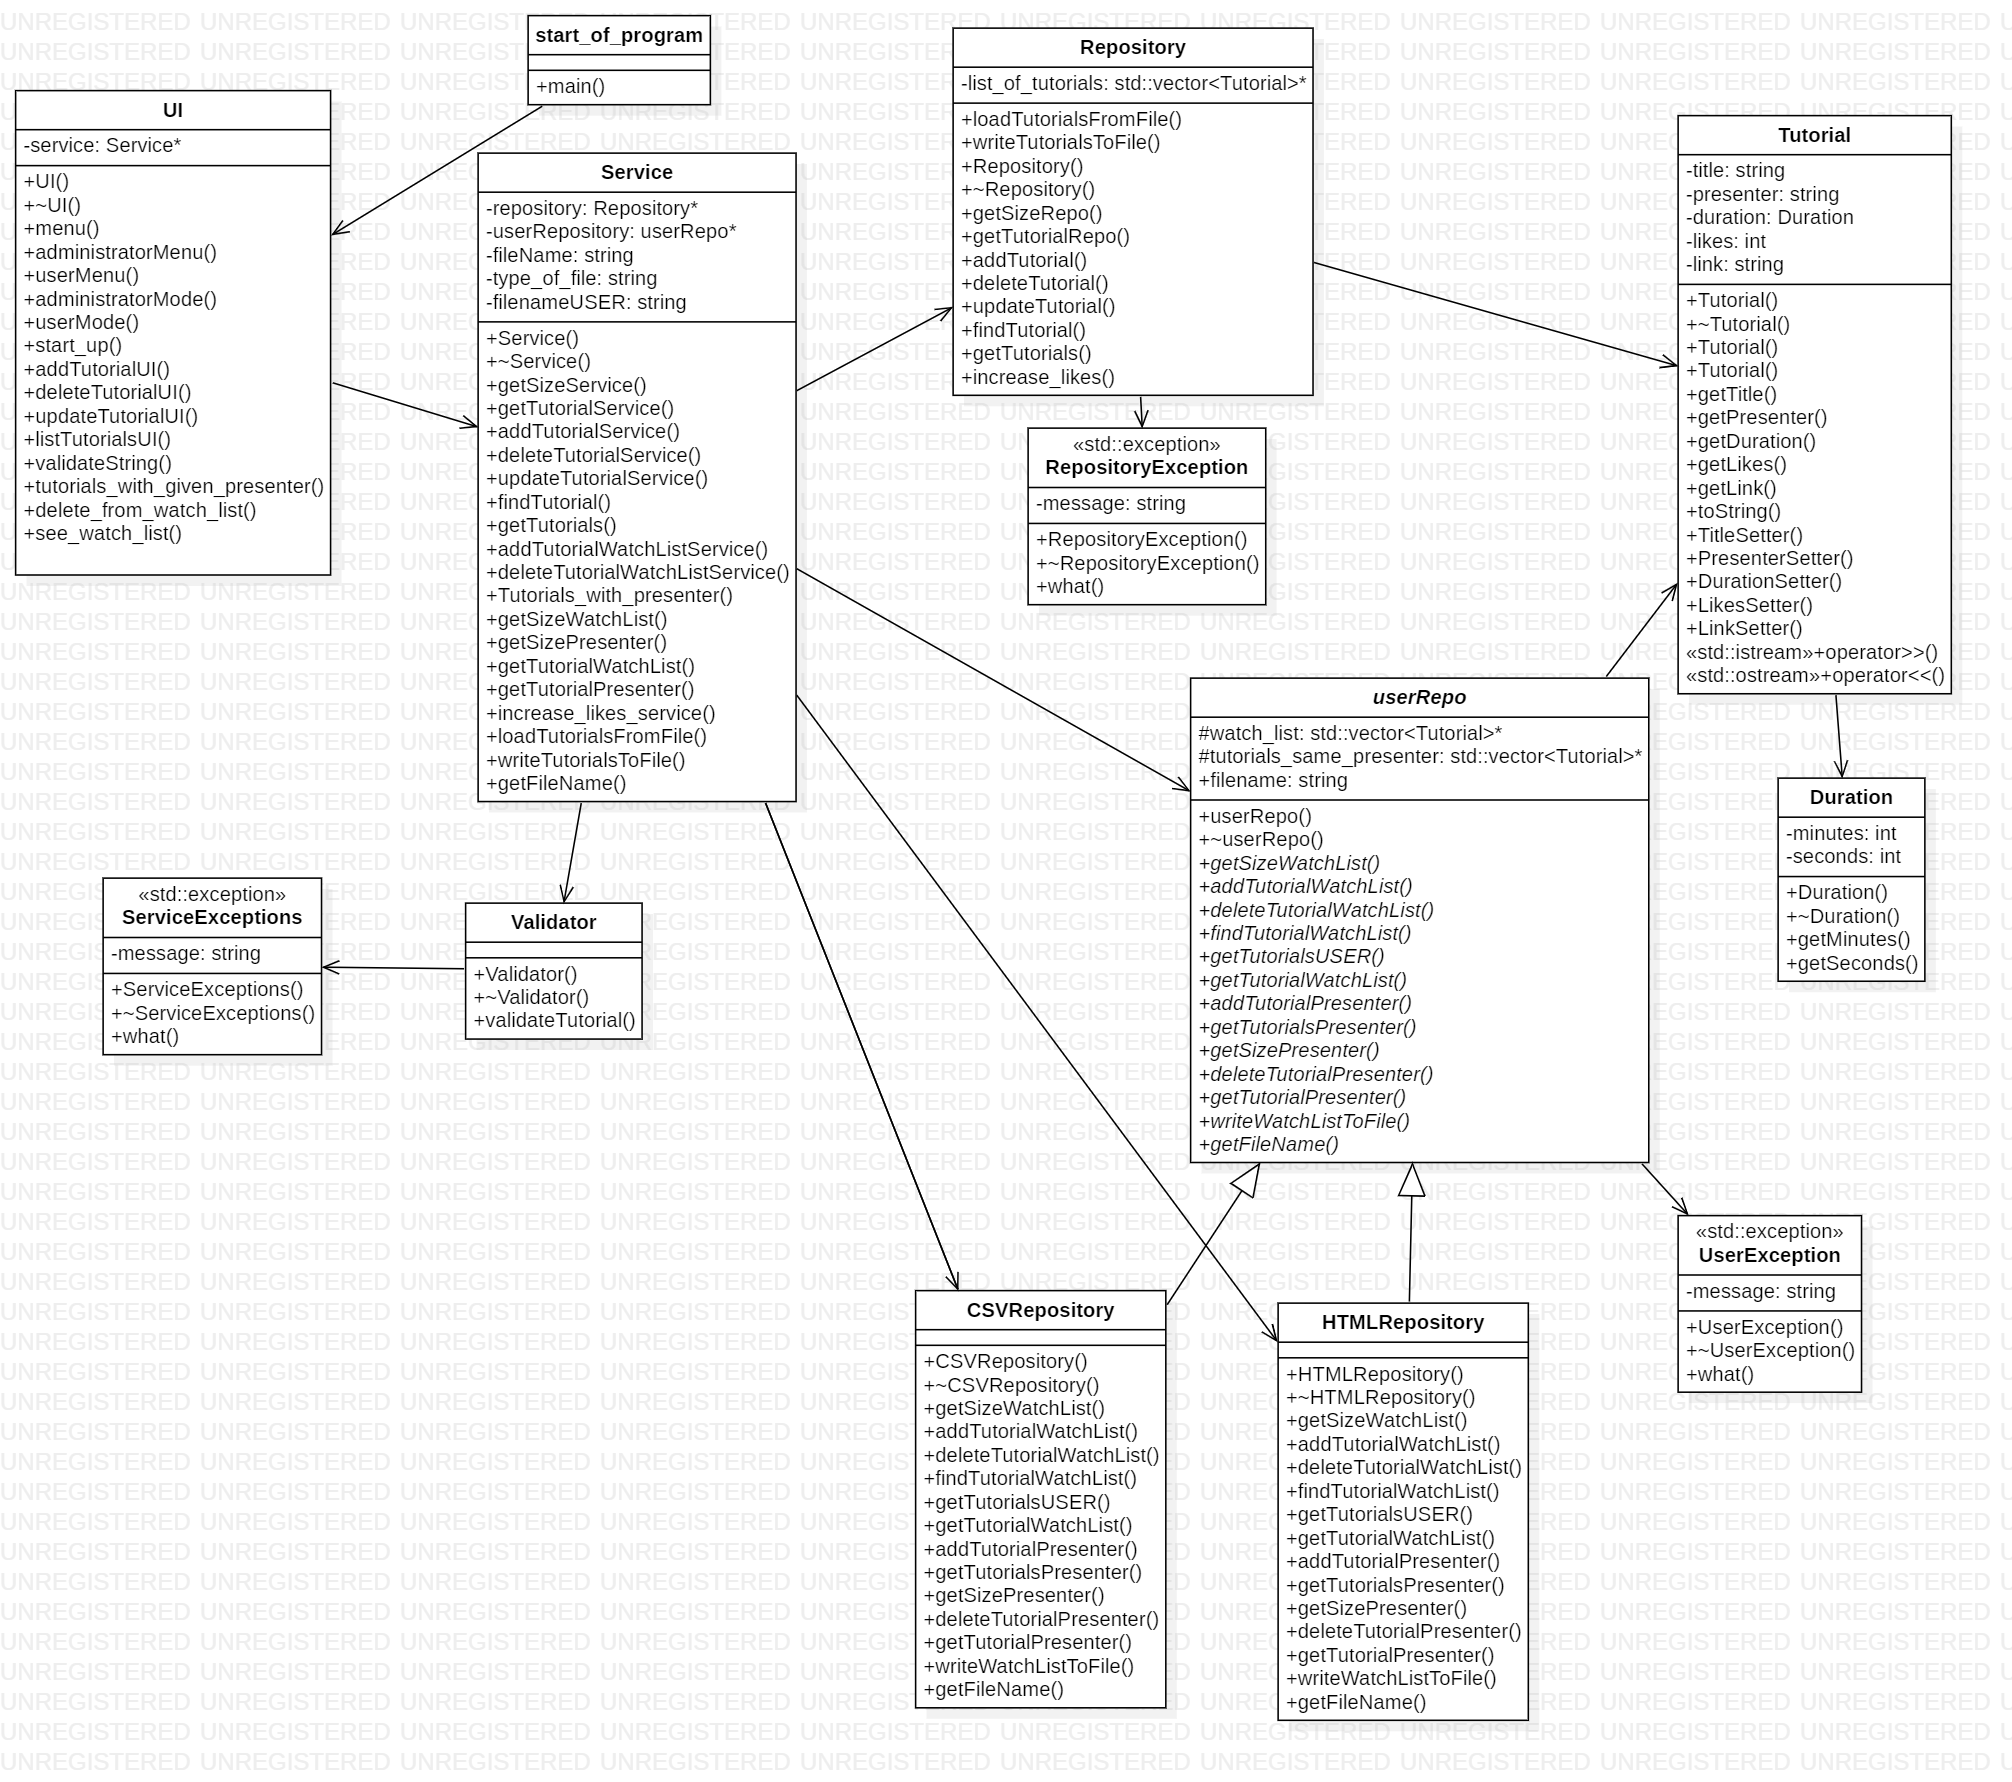 start_of_program
+main()
UI
-service: Service*
+UI()
+~UI()
+menu()
+administratorMenu()
+userMenu()
+administratorMode()
+userMode()
+start_up()
+addTutorialUI()
+deleteTutorialUI()
+updateTutorialUI()
+listTutorialsUI()
+validateString()
+tutorials_with_given_presenter()
+delete_from_watch_list()
+see_watch_list()
Service
-repository: Repository*
-userRepository: userRepo*
-fileName: string
-type_of_file: string
-filenameUSER: string
+Service()
+~Service()
+getSizeService()
+getTutorialService()
+addTutorialService()
+deleteTutorialService()
+updateTutorialService()
+findTutorial()
+getTutorials()
+addTutorialWatchListService()
+deleteTutorialWatchListService()
+Tutorials_with_presenter()
+getSizeWatchList()
+getSizePresenter()
+getTutorialWatchList()
+getTutorialPresenter()
+increase_likes_service()
+loadTutorialsFromFile()
+writeTutorialsToFile()
+getFileName()
Repository
-list_of_tutorials: std::vector<Tutorial>*
+loadTutorialsFromFile()
+writeTutorialsToFile()
+Repository()
+~Repository()
+getSizeRepo()
+getTutorialRepo()
+addTutorial()
+deleteTutorial()
+updateTutorial()
+findTutorial()
+getTutorials()
+increase_likes()
«std::exception»
RepositoryException
-message: string
+RepositoryException()
+~RepositoryException()
+what()
Tutorial
-title: string
-presenter: string
-duration: Duration
-likes: int
-link: string
+Tutorial()
+~Tutorial()
+Tutorial()
+Tutorial()
+getTitle()
+getPresenter()
+getDuration()
+getLikes()
+getLink()
+toString()
+TitleSetter()
+PresenterSetter()
+DurationSetter()
+LikesSetter()
+LinkSetter()
«std::istream»+operator>>()
«std::ostream»+operator<<()
userRepo
#watch_list: std::vector<Tutorial>*
#tutorials_same_presenter: std::vector<Tutorial>*
+filename: string
+userRepo()
+~userRepo()
+getSizeWatchList()
+addTutorialWatchList()
+deleteTutorialWatchList()
+findTutorialWatchList()
+getTutorialsUSER()
+getTutorialWatchList()
+addTutorialPresenter()
+getTutorialsPresenter()
+getSizePresenter()
+deleteTutorialPresenter()
+getTutorialPresenter()
+writeWatchListToFile()
+getFileName()
Duration
-minutes: int
-seconds: int
+Duration()
+~Duration()
+getMinutes()
+getSeconds()
«std::exception»
ServiceExceptions
-message: string
+ServiceExceptions()
+~ServiceExceptions()
+what()
Validator
+Validator()
+~Validator()
+validateTutorial()
«std::exception»
UserException
-message: string
+UserException()
+~UserException()
+what()
CSVRepository
+CSVRepository()
+~CSVRepository()
+getSizeWatchList()
+addTutorialWatchList()
+deleteTutorialWatchList()
+findTutorialWatchList()
+getTutorialsUSER()
+getTutorialWatchList()
+addTutorialPresenter()
+getTutorialsPresenter()
+getSizePresenter()
+deleteTutorialPresenter()
+getTutorialPresenter()
+writeWatchListToFile()
+getFileName()
HTMLRepository
+HTMLRepository()
+~HTMLRepository()
+getSizeWatchList()
+addTutorialWatchList()
+deleteTutorialWatchList()
+findTutorialWatchList()
+getTutorialsUSER()
+getTutorialWatchList()
+addTutorialPresenter()
+getTutorialsPresenter()
+getSizePresenter()
+deleteTutorialPresenter()
+getTutorialPresenter()
+writeWatchListToFile()
+getFileName()
UNREGISTERED